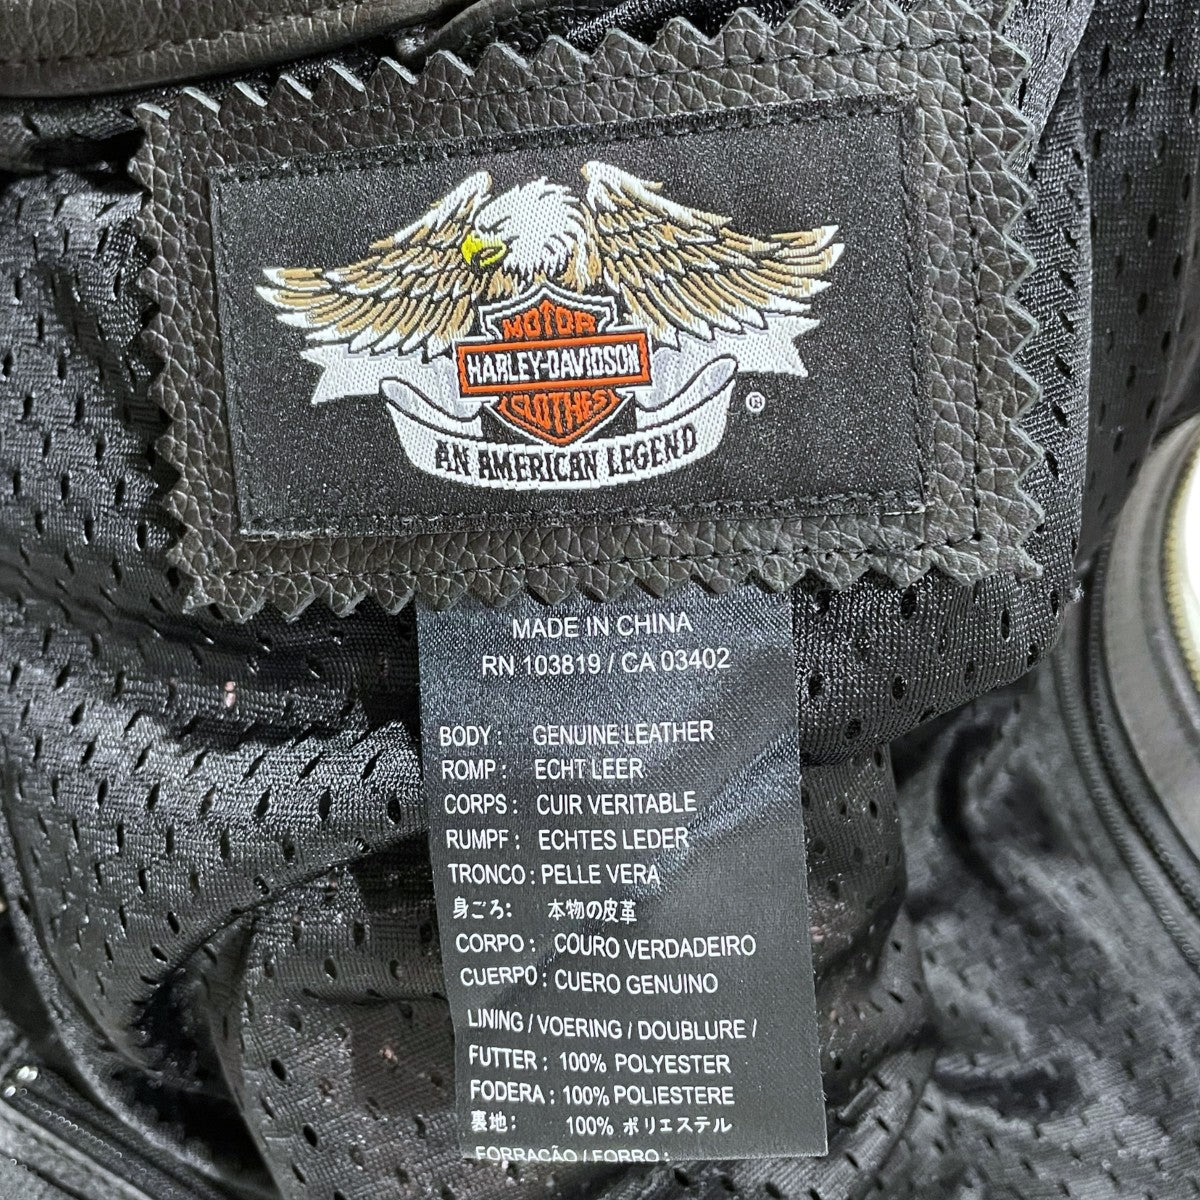 MOTOR
HARLEY-DAVIDSON
CLOTHES
AN AMERICAN LEGEND
®
MADE IN CHINA
RN 103819 / CA 03402
BODY : GENUINE LEATHER
ROMP : ECHT LEER
CORPS : CUIR VERITABLE
RUMPF : ECHTES LEDER
TRONCO : PELLE VERA
身ごろ: 本物の皮革
CORPO : COURO VERDADEIRO
CUERPO : CUERO GENUINO
LINING / VOERING / DOUBLURE /
FUTTER : 100% POLYESTER
FODERA : 100% POLIESTERE
裏地: 100% ポリエステル
FORRAÇÃO / FORRO :